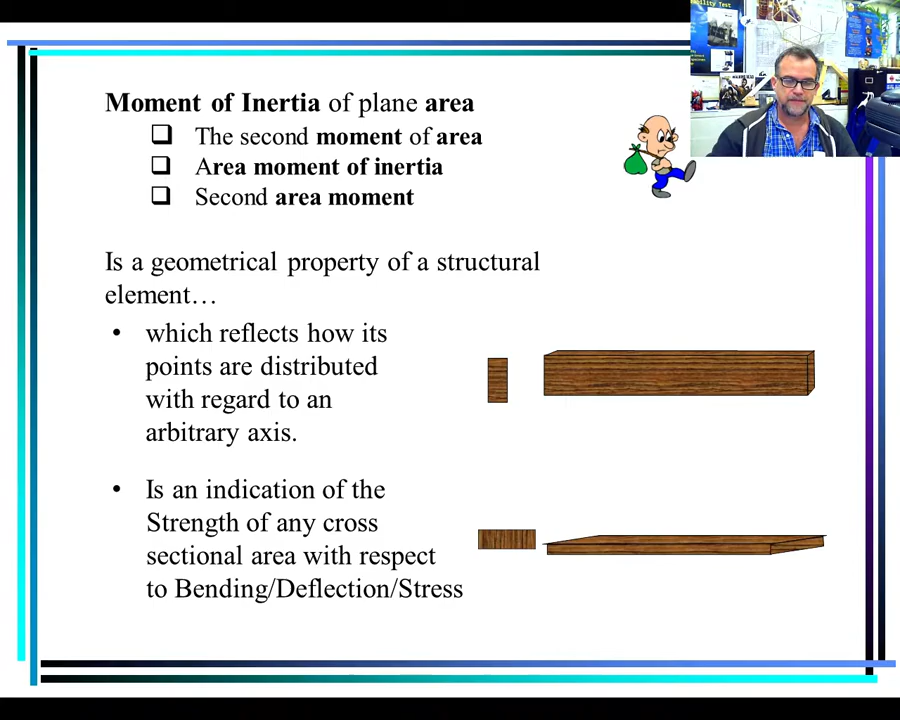 Moment of Inertia of plane area
The second moment of area
Area moment of inertia
Second area moment
Is a geometrical property of a structural
element…
• which reflects how its
points are distributed
with regard to an
arbitrary axis.
• Is an indication of the
Strength of any cross
sectional area with respect
to Bending/Deflection/Stress